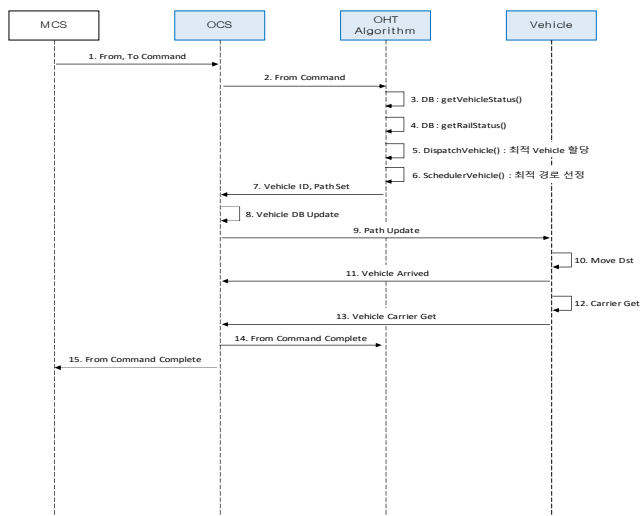 MCS
OCS
OHT
Algorithm
Vehicle
1. From, To Command
2. From Command
3. DB : getVehicleStatus()
4. DB : getRailStatus()
5. DispatchVehicle() : 최적 Vehicle 할당
6. SchedulerVehicle() : 최적 경로 선정
7. Vehicle ID, Path Set
8. Vehicle DB Update
9. Path Update
10. Move Dst
11. Vehicle Arrived
12. Carrier Get
13. Vehicle Carrier Get
14. From Command Complete
15. From Command Complete